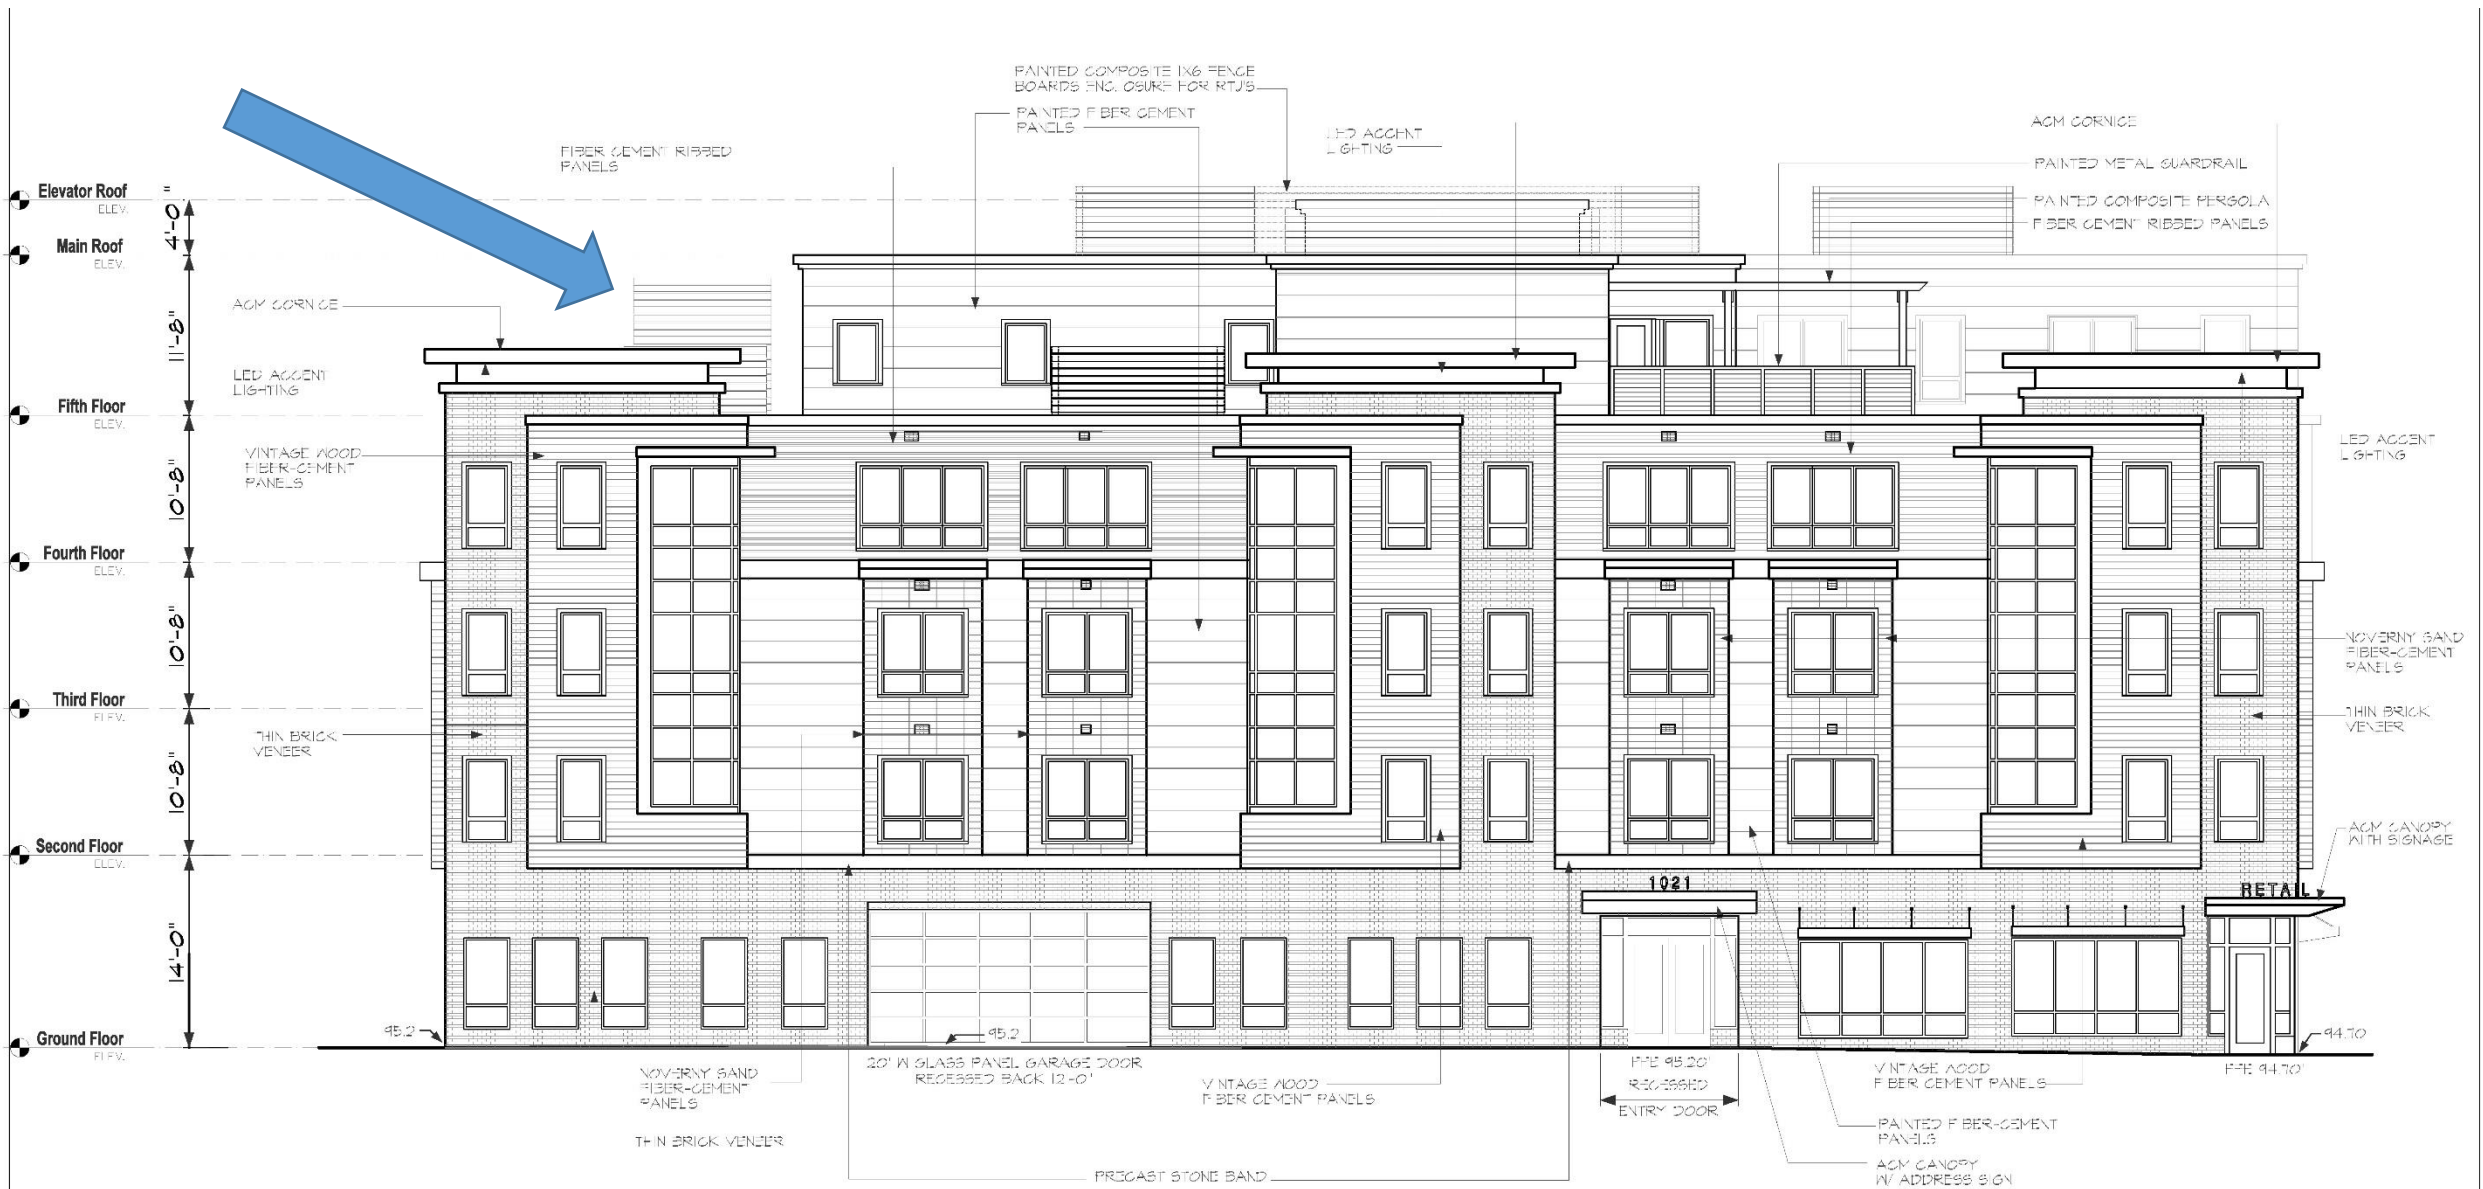 PAINTED COMPOSITE 1X6 FENCE
BOARDS ENCLOSURE FOR RTU'S
PAINTED FIBER CEMENT
PANELS
LED ACCENT
LIGHTING
ACM CORNICE
FIBER CEMENT RIBBED
PANELS
PAINTED METAL GUARDRAIL
PAINTED COMPOSITE PERGOLA
FIBER CEMENT RIBBED PANELS
Elevator Roof
ELEV.
4'-0"
Main Roof
ELEV.
11'-8"
ACM CORNICE
LED ACCENT
LIGHTING
Fifth Floor
ELEV.
10'-8"
VINTAGE WOOD
FIBER-CEMENT
PANELS
LED ACCENT
LIGHTING
Fourth Floor
ELEV.
10'-8"
NOVERNY SAND
FIBER-CEMENT
PANELS
Third Floor
ELEV.
10'-8"
THIN BRICK
VENEER
THIN BRICK
VENEER
Second Floor
ELEV.
14'-0"
ACM CANOPY
WITH SIGNAGE
1021
RETAIL
Ground Floor
ELEV.
95.2
95.2
94.70
20' W GLASS PANEL GARAGE DOOR
RECESSED BACK 12'-0"
NOVERNY SAND
FIBER-CEMENT
PANELS
VINTAGE WOOD
FIBER CEMENT PANELS
FFE 95.20'
RECESSED
ENTRY DOOR
VINTAGE WOOD
FIBER CEMENT PANELS
FFE 94.70'
THIN BRICK VENEER
PAINTED FIBER-CEMENT
PANELS
PRECAST STONE BAND
ACM CANOPY
W/ ADDRESS SIGN